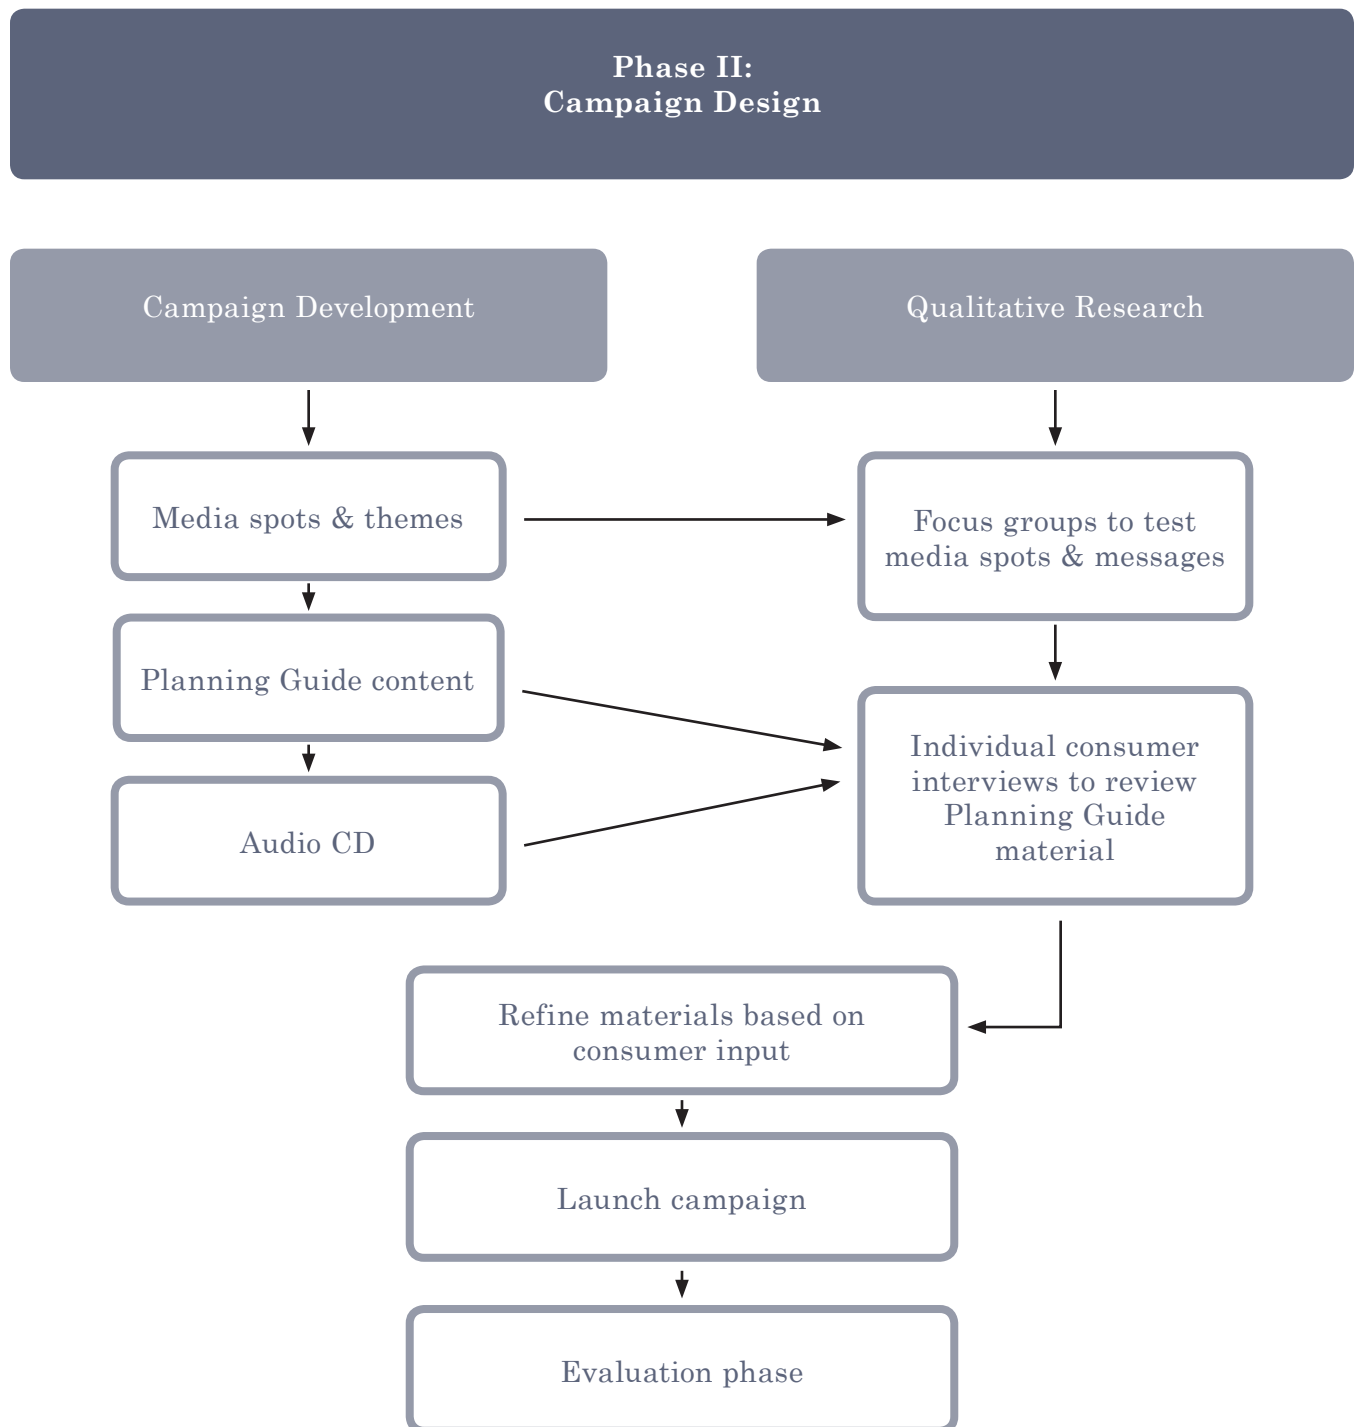 Phase II:
Campaign Design
Campaign Development
Qualitative Research
Media spots & themes
Focus groups to test
media spots & messages
Planning Guide content
Individual consumer
interviews to review
Planning Guide
material
Audio CD
Refine materials based on
consumer input
Launch campaign
Evaluation phase